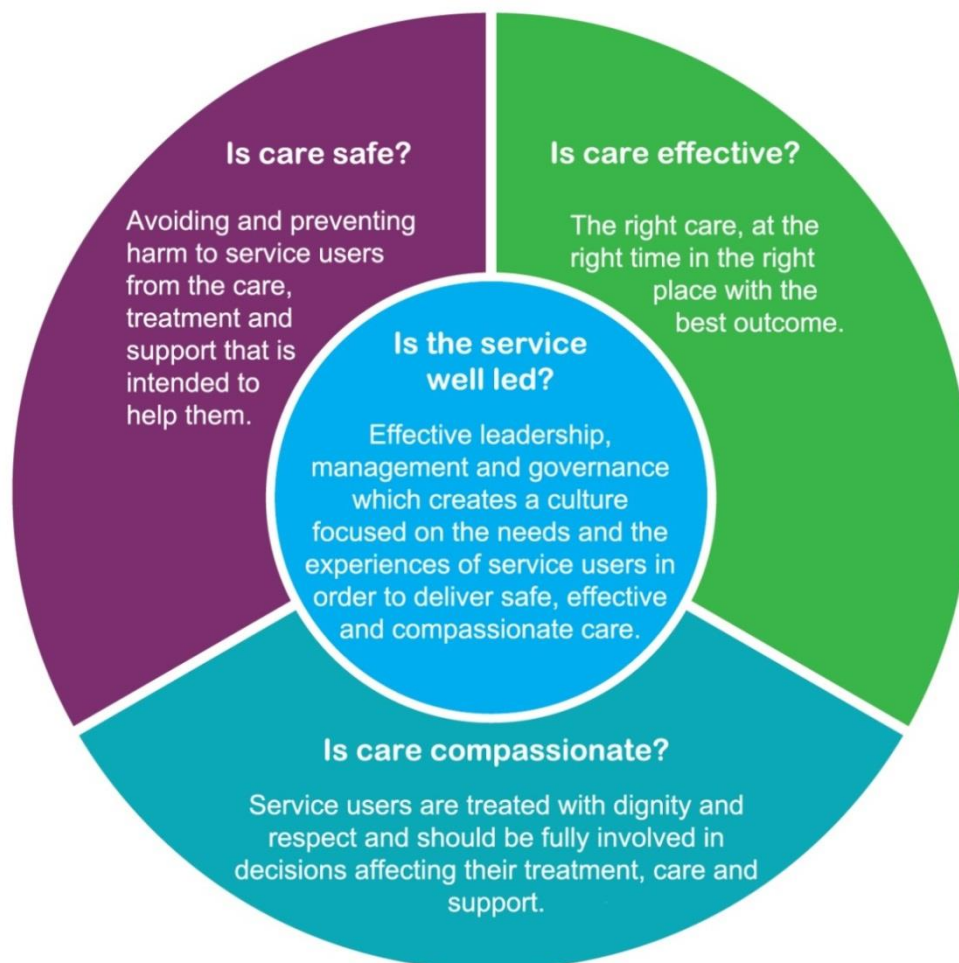 Is care safe?
Avoiding and preventing
harm to service users
from the care,
treatment and
support that is
intended to
help them.
Is care effective?
The right care, at the
right time in the right
place with the
best outcome.
Is the service
well led?
Effective leadership,
management and governance
which creates a culture
focused on the needs and the
experiences of service users in
order to deliver safe, effective
and compassionate care.
Is care compassionate?
Service users are treated with dignity and
respect and should be fully involved in
decisions affecting their treatment, care and
support.